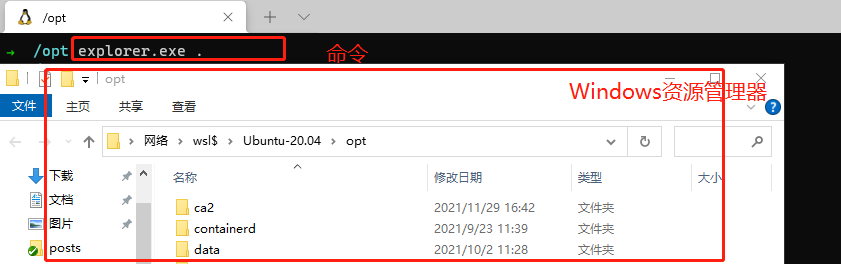 /opt
→ /opt explorer.exe . 命令
opt
Windows资源管理器
文件 主页 共享 查看
网络 wsl$ Ubuntu-20.04 opt
下载
文档
图片
posts
名称 修改日期 类型 大小
ca2 2021/11/29 16:42 文件夹
containerd 2021/9/23 11:39 文件夹
data 2021/10/2 11:28 文件夹